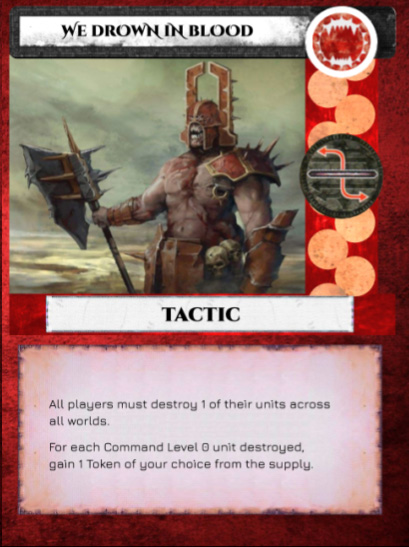 WE DROWN IN BLOOD
TACTIC
All players must destroy 1 of their units across
all worlds.
For each Command Level 0 unit destroyed,
gain 1 Token of your choice from the supply.